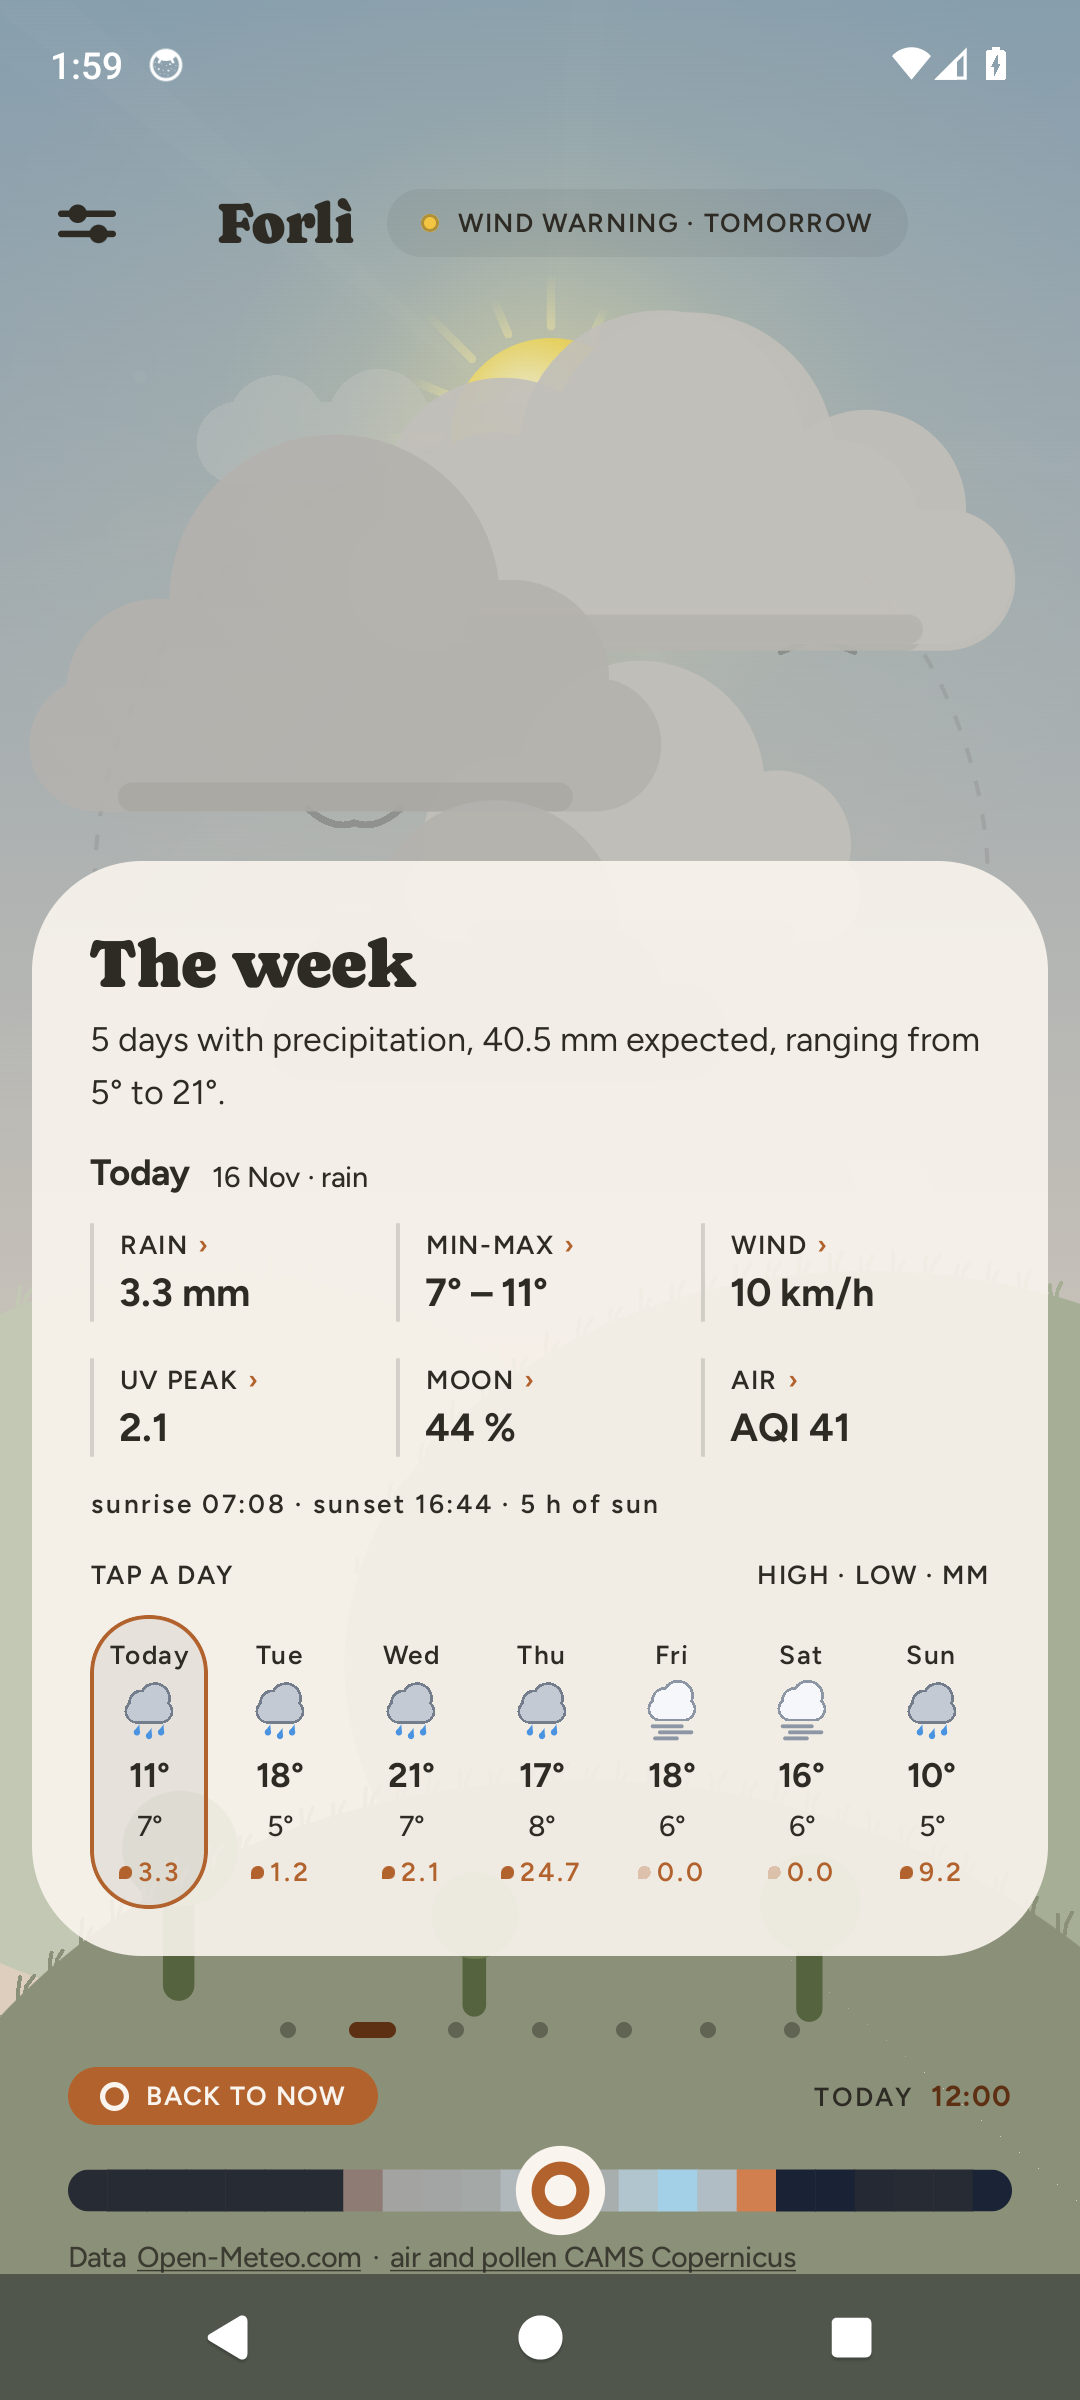 1:59
Forlì
WIND WARNING · TOMORROW
The week
5 days with precipitation, 40.5 mm expected, ranging from
5° to 21°.
Today 16 Nov · rain
RAIN › MIN-MAX › WIND ›
3.3 mm 7° – 11° 10 km/h
UV PEAK › MOON › AIR ›
2.1 44 % AQI 41
sunrise 07:08 · sunset 16:44 · 5 h of sun
TAP A DAY HIGH · LOW · MM
Today Tue Wed Thu Fri Sat Sun
11° 18° 21° 17° 18° 16° 10°
7° 5° 7° 8° 6° 6° 5°
3.3 1.2 2.1 24.7 0.0 0.0 9.2
BACK TO NOW TODAY 12:00
Data Open-Meteo.com · air and pollen CAMS Copernicus